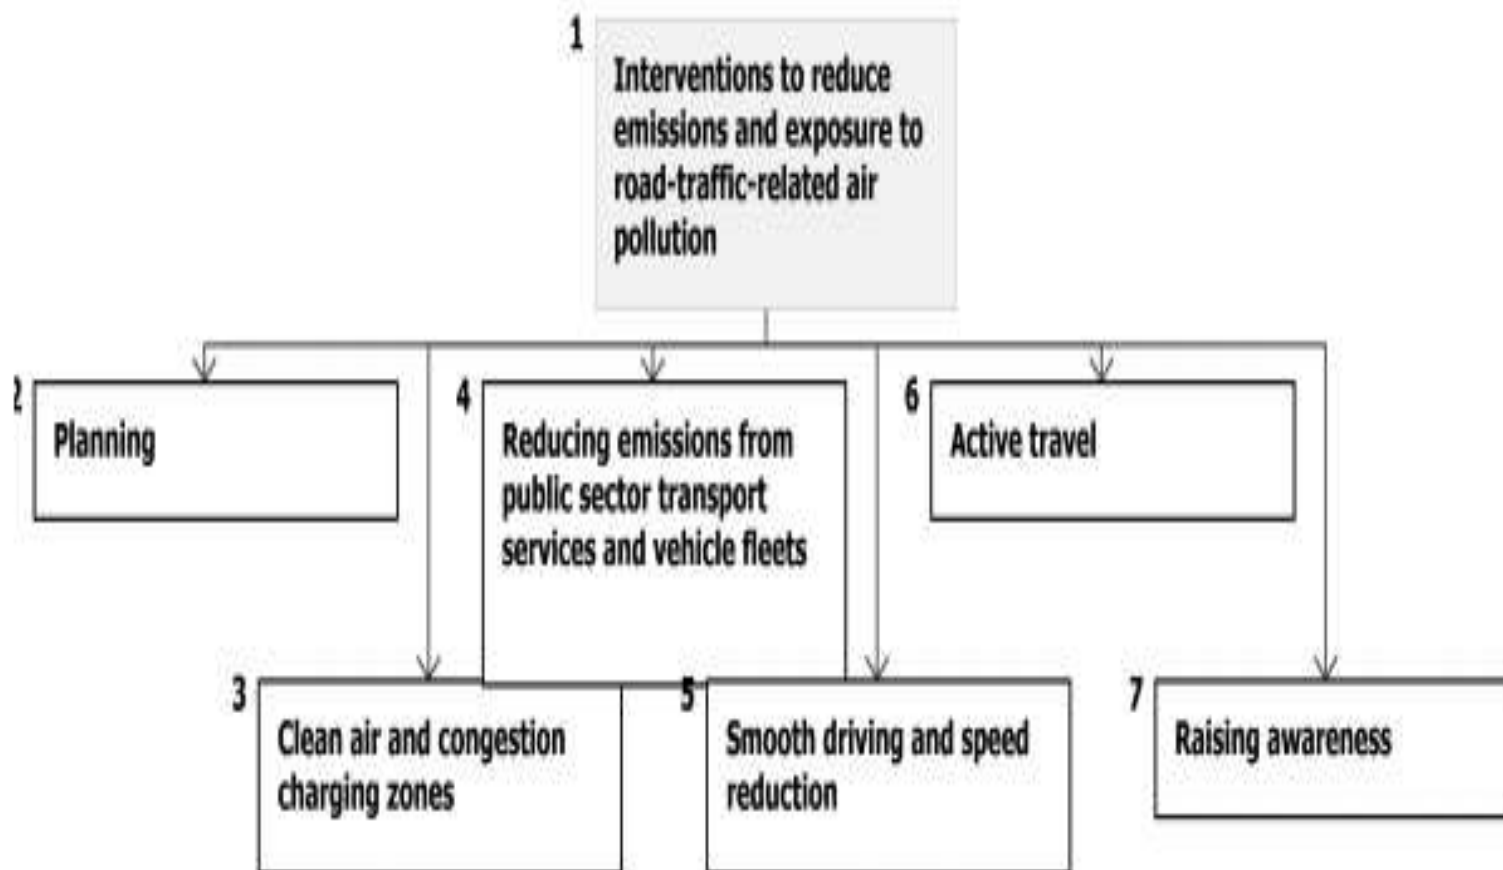 1
Interventions to reduce
emissions and exposure to
road-traffic-related air
pollution
2
Planning
4
Reducing emissions from
public sector transport
services and vehicle fleets
6
Active travel
3
Clean air and congestion
charging zones
5
Smooth driving and speed
reduction
7
Raising awareness